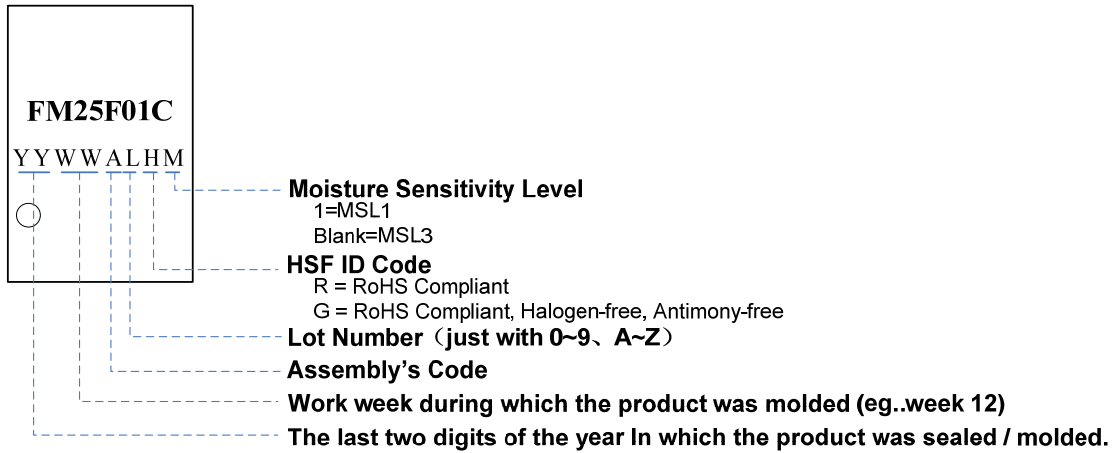 FM25F01C
YYWWALHM
Moisture Sensitivity Level
1=MSL1
Blank=MSL3
HSF ID Code
R = RoHS Compliant
G = RoHS Compliant, Halogen-free, Antimony-free
Lot Number（just with 0~9、A~Z）
Assembly's Code
Work week during which the product was molded (eg..week 12)
The last two digits of the year In which the product was sealed / molded.